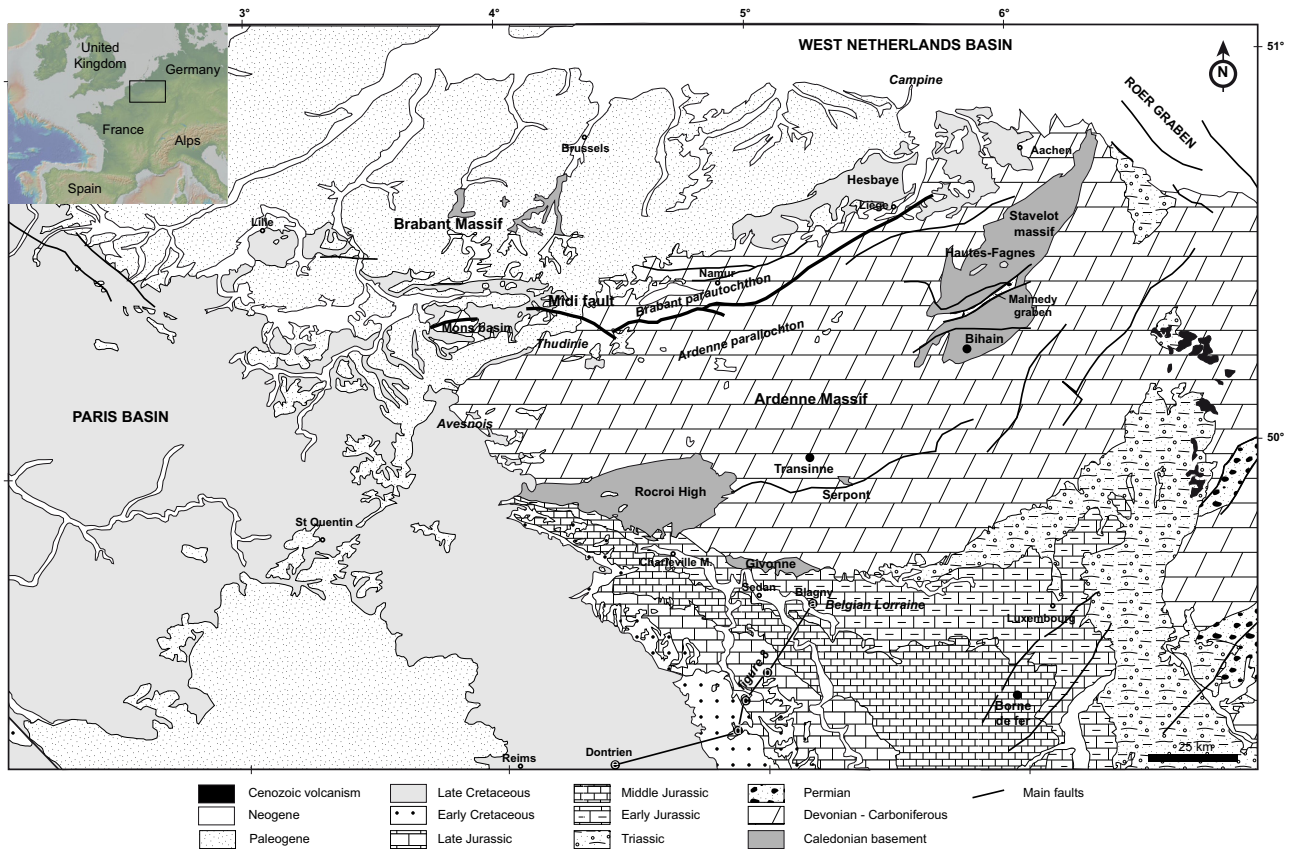 3°
4°
5°
6°
51°
50°
United
Kingdom
Germany
France
Alps
Spain
WEST NETHERLANDS BASIN
N
Campine
ROER GRABEN
Brussels
Aachen
Hesbaye
Liège
Lille
Brabant Massif
Stavelot
massif
Hautes-Fagnes
Namur
Brabant parautochthon
Midi fault
Malmedy
graben
Mons basin
Thudinie
Ardenne parallochton
Bihain
PARIS BASIN
Ardenne Massif
Avesnois
Transinne
Serpont
Rocroi High
St Quentin
Charleville M.
Givonne
Sedan
Blagny
Belgian Lorraine
Luxembourg
figure 8
Borne
de fer
Reims
Dontrien
25 km
Cenozoic volcanism
Neogene
Paleogene
Late Cretaceous
Early Cretaceous
Late Jurassic
Middle Jurassic
Early Jurassic
Triassic
Permian
Devonian - Carboniferous
Caledonian basement
Main faults